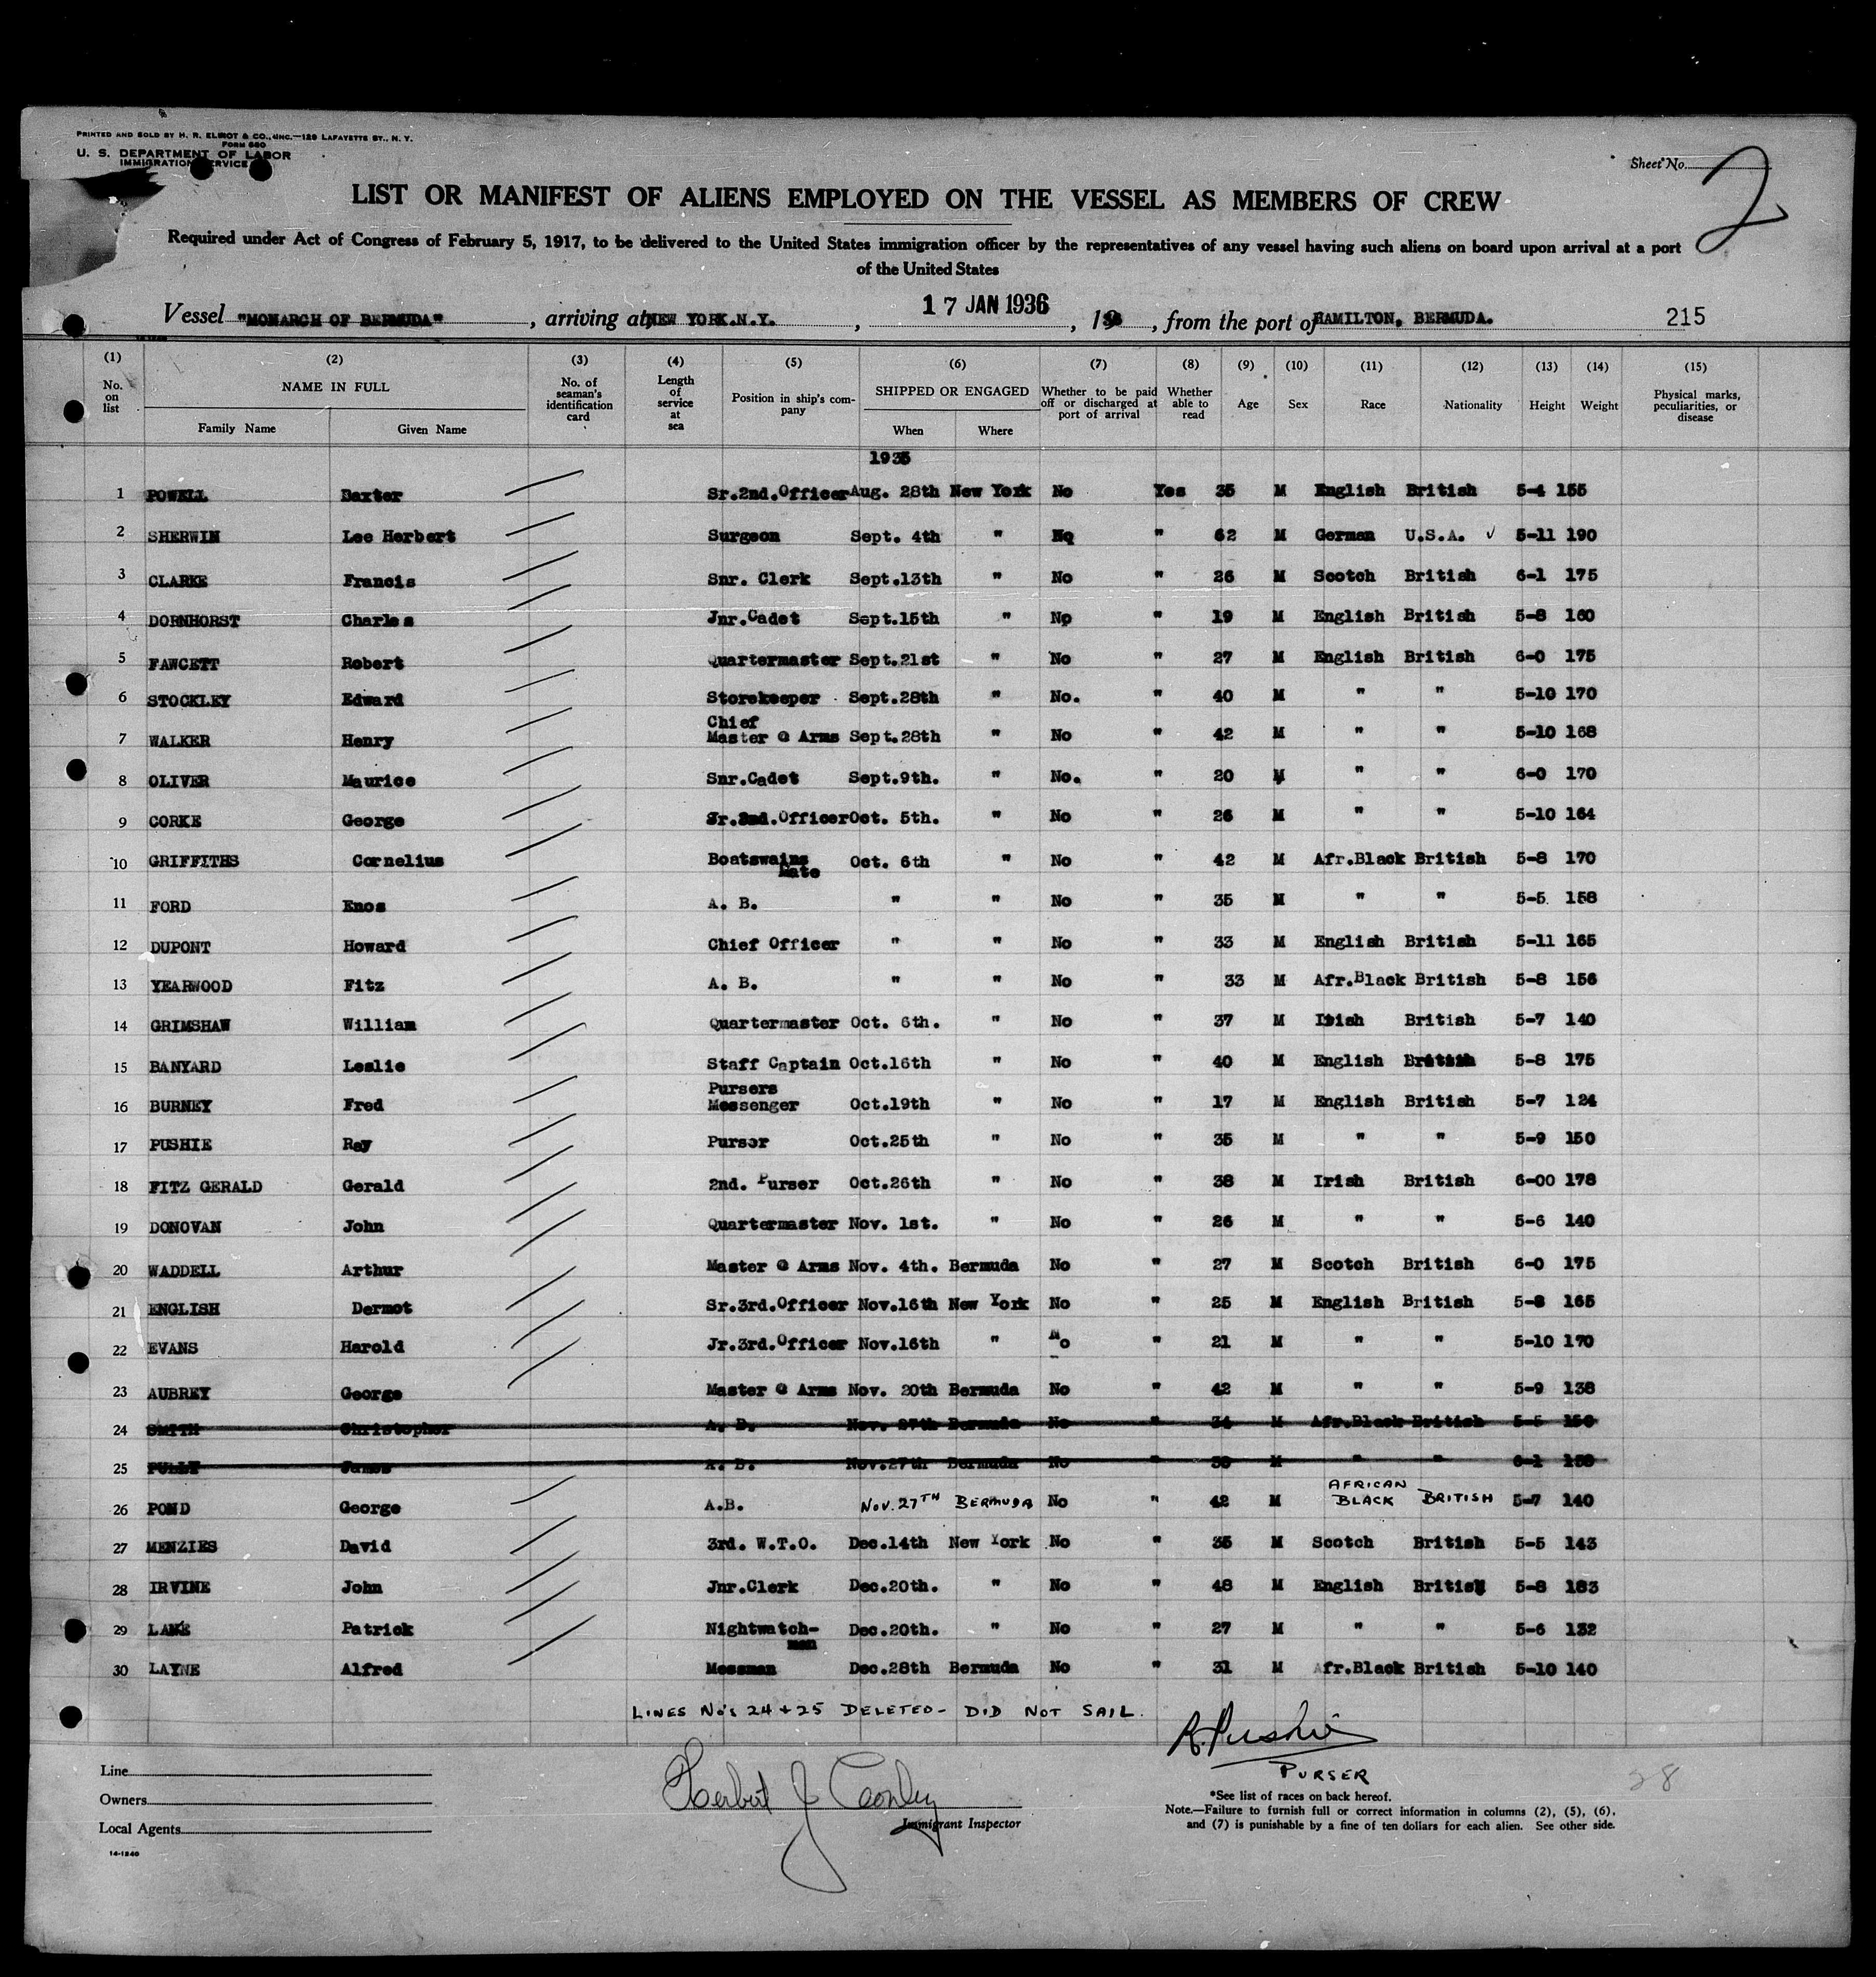 PRINTED AND SOLD BY H. R. ELLIOT & CO., INC.—129 LAFAYETTE ST., N. Y.
FORM 680
U. S. DEPARTMENT OF LABOR
IMMIGRATION SERVICE
Sheet No. 2
LIST OR MANIFEST OF ALIENS EMPLOYED ON THE VESSEL AS MEMBERS OF CREW
Required under Act of Congress of February 5, 1917, to be delivered to the United States immigration officer by the representatives of any vessel having such aliens on board upon arrival at a port
of the United States
Vessel "MONARCH OF BERMUDA", arriving at NEW YORK.N.Y., 17 JAN 1936, 19 , from the port of HAMILTON, BERMUDA. 215
(1) (2) (3) (4) (5) (6) (7) (8) (9) (10) (11) (12) (13) (14) (15)
No. on list NAME IN FULL No. of seaman's identification card Length of service at sea Position in ship's company SHIPPED OR ENGAGED Whether to be paid off or discharged at port of arrival Whether able to read Age Sex Race Nationality Height Weight Physical marks, peculiarities, or disease
Family Name Given Name When Where
1935
1 POWELL Baxter Sr.2nd.Officer Aug. 28th New York No Yes 35 M English British 5-4 155
2 SHERWIN Lee Herbert Surgeon Sept. 4th " No " 62 M German U.S.A. ✓ 5-11 190
3 CLARKE Francis Snr. Clerk Sept.13th " No " 26 M Scotch British 6-1 175
4 DORNHORST Charles Jnr.Cadet Sept.15th " No " 19 M English British 5-8 160
5 FAWCETT Robert Quartermaster Sept.21st " No " 27 M English British 6-0 175
6 STOCKLEY Edward Storekeeper Sept.28th " No. " 40 M " " 5-10 170
7 WALKER Henry Chief Master @ Arms Sept.28th " No " 42 M " " 5-10 168
8 OLIVER Maurice Snr.Cadet Sept.9th. " No. " 20 M " " 6-0 170
9 CORKE George Jr.2nd.Officer Oct. 5th. " No " 26 M " " 5-10 164
10 GRIFFITHS Cornelius Boatswains Mate Oct. 6th " No " 42 M Afr.Black British 5-8 170
11 FORD Enos A. B. " " No " 35 M " " 5-5 158
12 DUPONT Howard Chief Officer " " No " 33 M English British 5-11 165
13 YEARWOOD Fitz A. B. " " No " 33 M Afr.Black British 5-8 156
14 GRIMSHAW William Quartermaster Oct. 6th. " No " 37 M Irish British 5-7 140
15 BANYARD Leslie Staff Captain Oct.16th " No " 40 M English British 5-8 175
16 BURNEY Fred Pursers Messenger Oct.19th " No " 17 M English British 5-7 124
17 PUSHIE Ray Purser Oct.25th " No " 35 M " " 5-9 150
18 FITZ GERALD Gerald 2nd. Purser Oct.26th " No " 38 M Irish British 6-00 178
19 DONOVAN John Quartermaster Nov. 1st. " No " 26 M " " 5-6 140
20 WADDELL Arthur Master @ Arms Nov. 4th. Bermuda No " 27 M Scotch British 6-0 175
21 ENGLISH Dermot Sr.3rd.Officer Nov.16th New York No " 25 M English British 5-8 165
22 EVANS Harold Jr.3rd.Officer Nov.16th " No " 21 M " " 5-10 170
23 AUBREY George Master @ Arms Nov. 20th Bermuda No " 42 M " " 5-9 138
24 SMITH Christopher A. B. Nov. 27th Bermuda No " 34 M Afr.Black British 5-5
25 James A. B. Nov.27th Bermuda No " M " " 6-1
26 POND George A.B. NOV. 27TH BERMUDA No " 42 M AFRICAN BLACK BRITISH 5-7 140
27 MENZIES David 3rd. W.T.O. Dec.14th New York No " 35 M Scotch British 5-5 143
28 IRVINE John Jnr.Clerk Dec.20th. " No " 48 M English British 5-8 183
29 LANE Patrick Nightwatch-man Dec.20th. " No " 27 M " " 5-6 132
30 LAYNE Alfred Messman Dec.28th Bermuda No " 31 M Afr.Black British 5-10 140
LINES No's 24 + 25 DELETED - DID NOT SAIL.
R. Pushie
PURSER
28
Line
Owners
Local Agents
14-1240
Herbert J Conley
Immigrant Inspector
*See list of races on back hereof.
Note.—Failure to furnish full or correct information in columns (2), (5), (6),
and (7) is punishable by a fine of ten dollars for each alien. See other side.